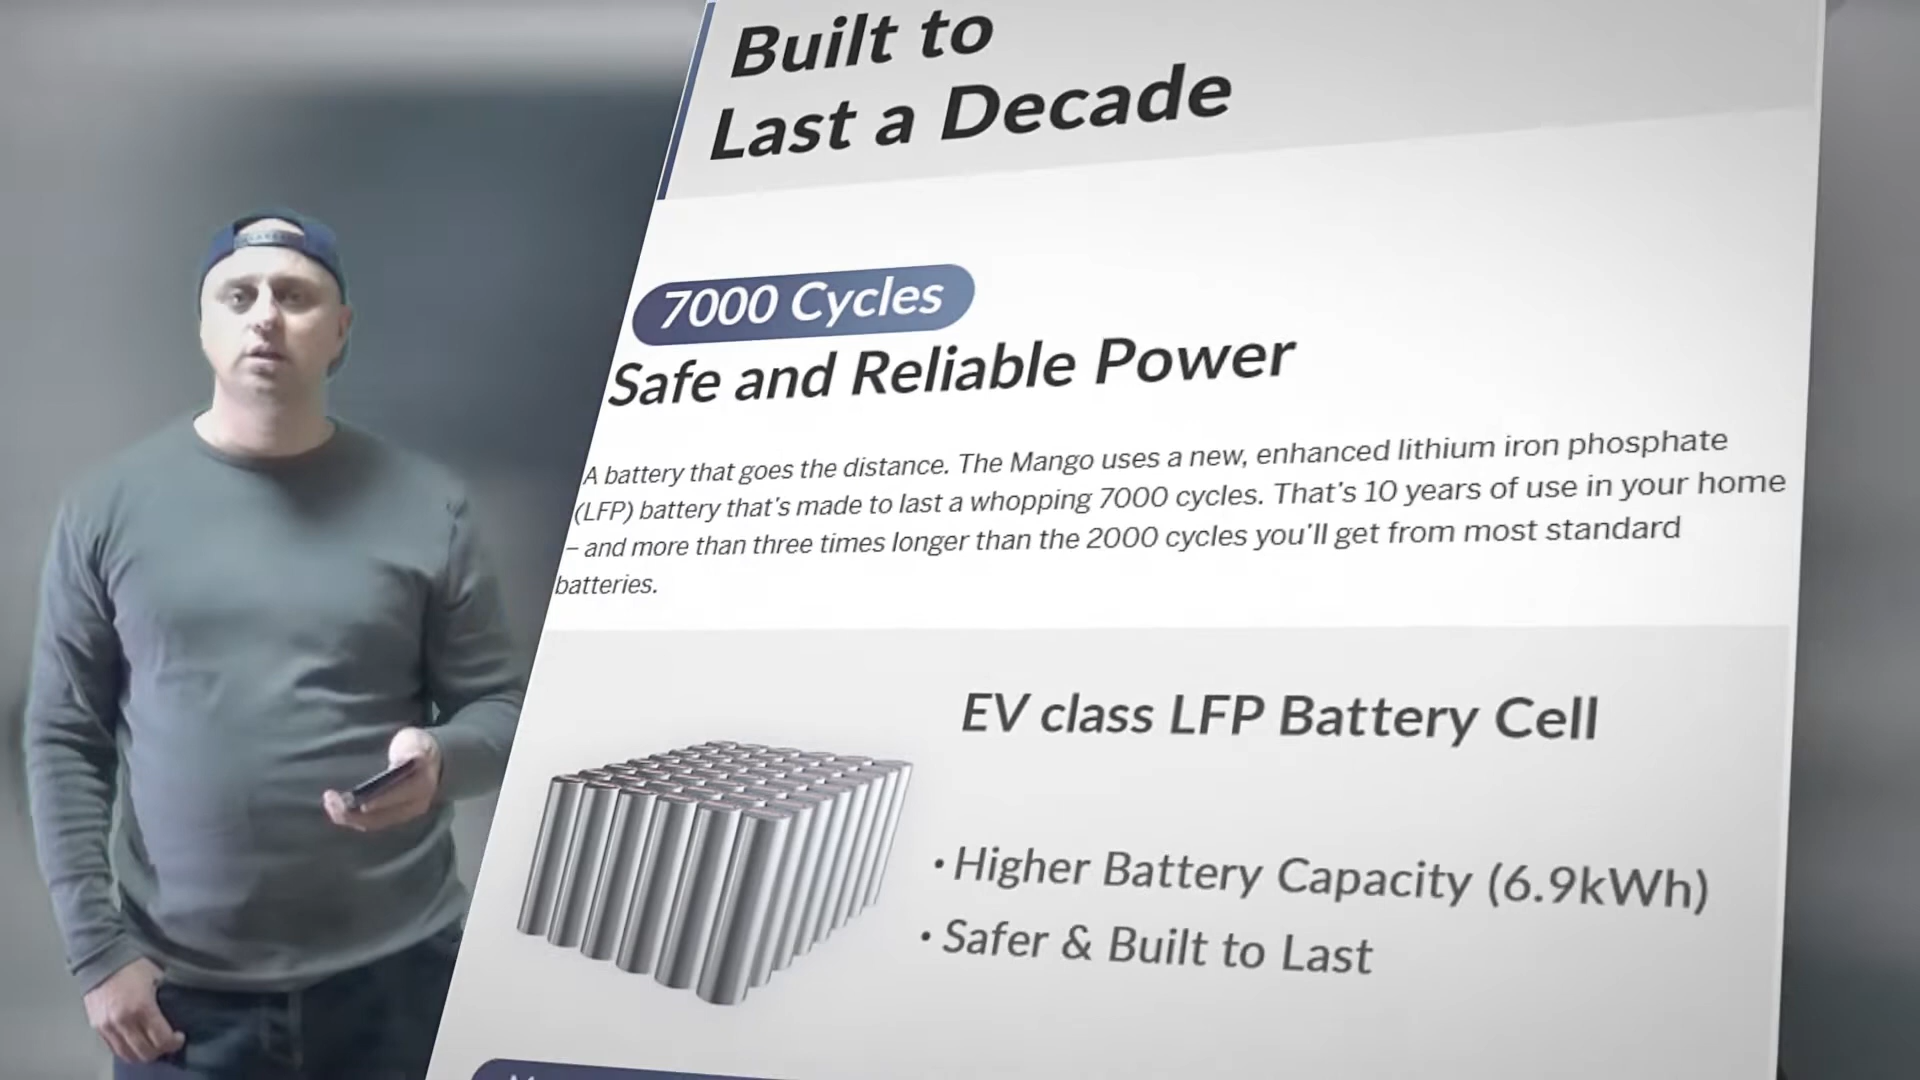 Built to
Last a Decade
7000 Cycles
Safe and Reliable Power
A battery that goes the distance. The Mango uses a new, enhanced lithium iron phosphate
(LFP) battery that's made to last a whopping 7000 cycles. That's 10 years of use in your home
– and more than three times longer than the 2000 cycles you'll get from most standard
batteries.
EV class LFP Battery Cell
• Higher Battery Capacity (6.9kWh)
• Safer & Built to Last